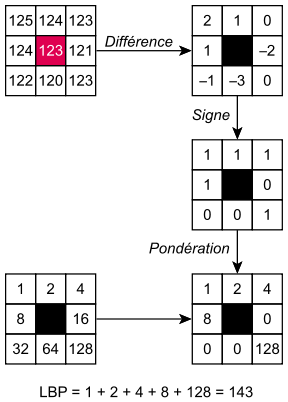 125 124 123 2 1 0
124 123 121 Différence 1 –2
122 120 123 –1 –3 0
Signe
1 1 1
1 0
0 0 1
Pondération
1 2 4 1 2 4
8 16 8 0
32 64 128 0 0 128
LBP = 1 + 2 + 4 + 8 + 128 = 143